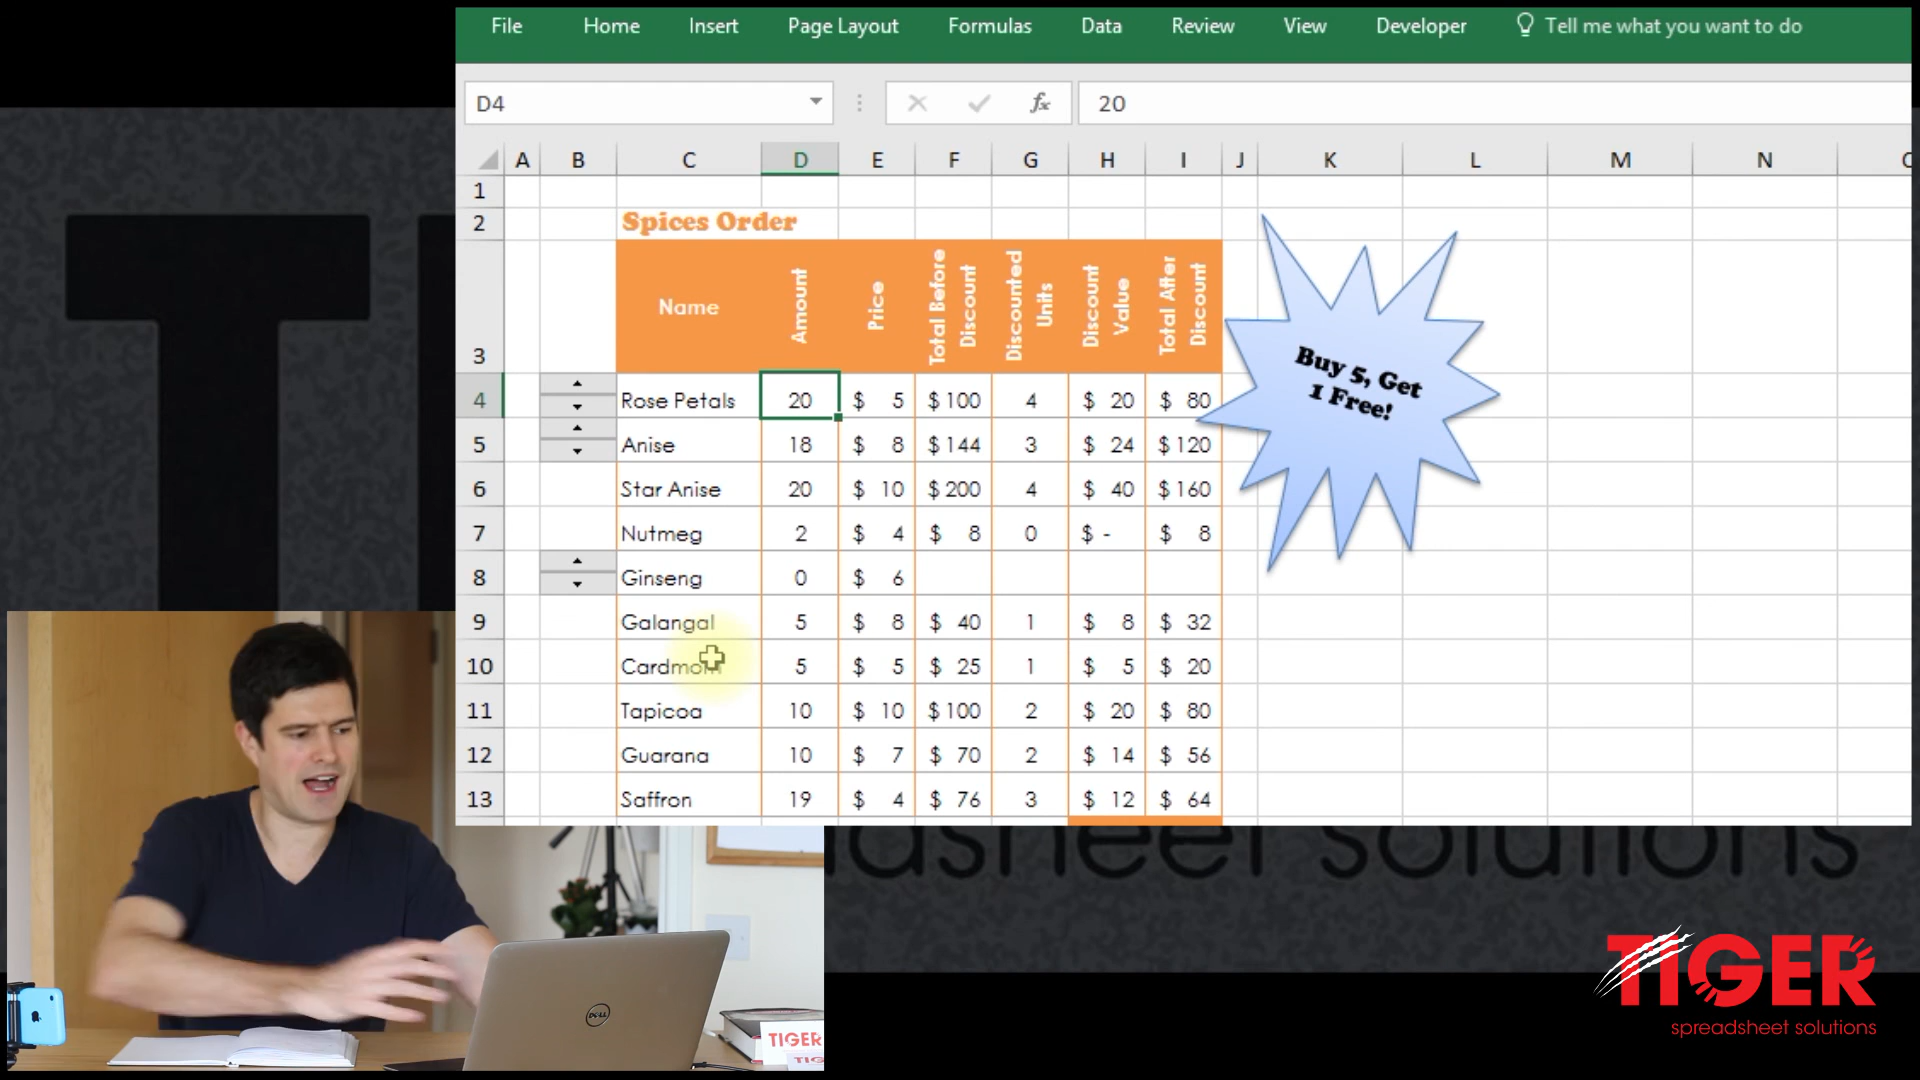 File Home Insert Page Layout Formulas Data Review View Developer Tell me what you want to do
D4 fx 20
A B C D E F G H I J K L M N
1
2 Spices Order
3 Name Amount Price Total Before Discount Discounted Units Discount Value Total After Discount
Buy 5, Get
1 Free!
4 Rose Petals 20 $ 5 $ 100 4 $ 20 $ 80
5 Anise 18 $ 8 $ 144 3 $ 24 $ 120
6 Star Anise 20 $ 10 $ 200 4 $ 40 $ 160
7 Nutmeg 2 $ 4 $ 8 0 $ - $ 8
8 Ginseng 0 $ 6
9 Galangal 5 $ 8 $ 40 1 $ 8 $ 32
10 Cardmom 5 $ 5 $ 25 1 $ 5 $ 20
11 Tapicoa 10 $ 10 $ 100 2 $ 20 $ 80
12 Guarana 10 $ 7 $ 70 2 $ 14 $ 56
13 Saffron 19 $ 4 $ 76 3 $ 12 $ 64
solutions
DELL
TIGER
TIG
TIGER
spreadsheet solutions